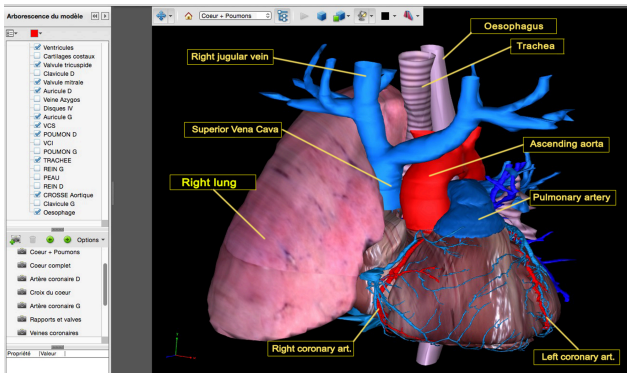 Arborescence du modèle
Coeur + Poumons
Ventricules
Cartilages costaux
Valvule tricuspide
Clavicule D
Valvule mitrale
Auricule D
Veine Azygos
Disques IV
Auricule G
VCS
POUMON D
VCI
POUMON G
TRACHEE
REIN G
PEAU
REIN D
CROSSE Aortique
Clavicule G
Oesophage
Options
Coeur + Poumons
Coeur complet
Artère coronaire D
Croix du coeur
Artère coronaire G
Rapports et valves
Veines coronaires
Propriété
Valeur
Oesophagus
Trachea
Right jugular vein
Superior Vena Cava
Ascending aorta
Right lung
Pulmonary artery
Right coronary art.
Left coronary art.